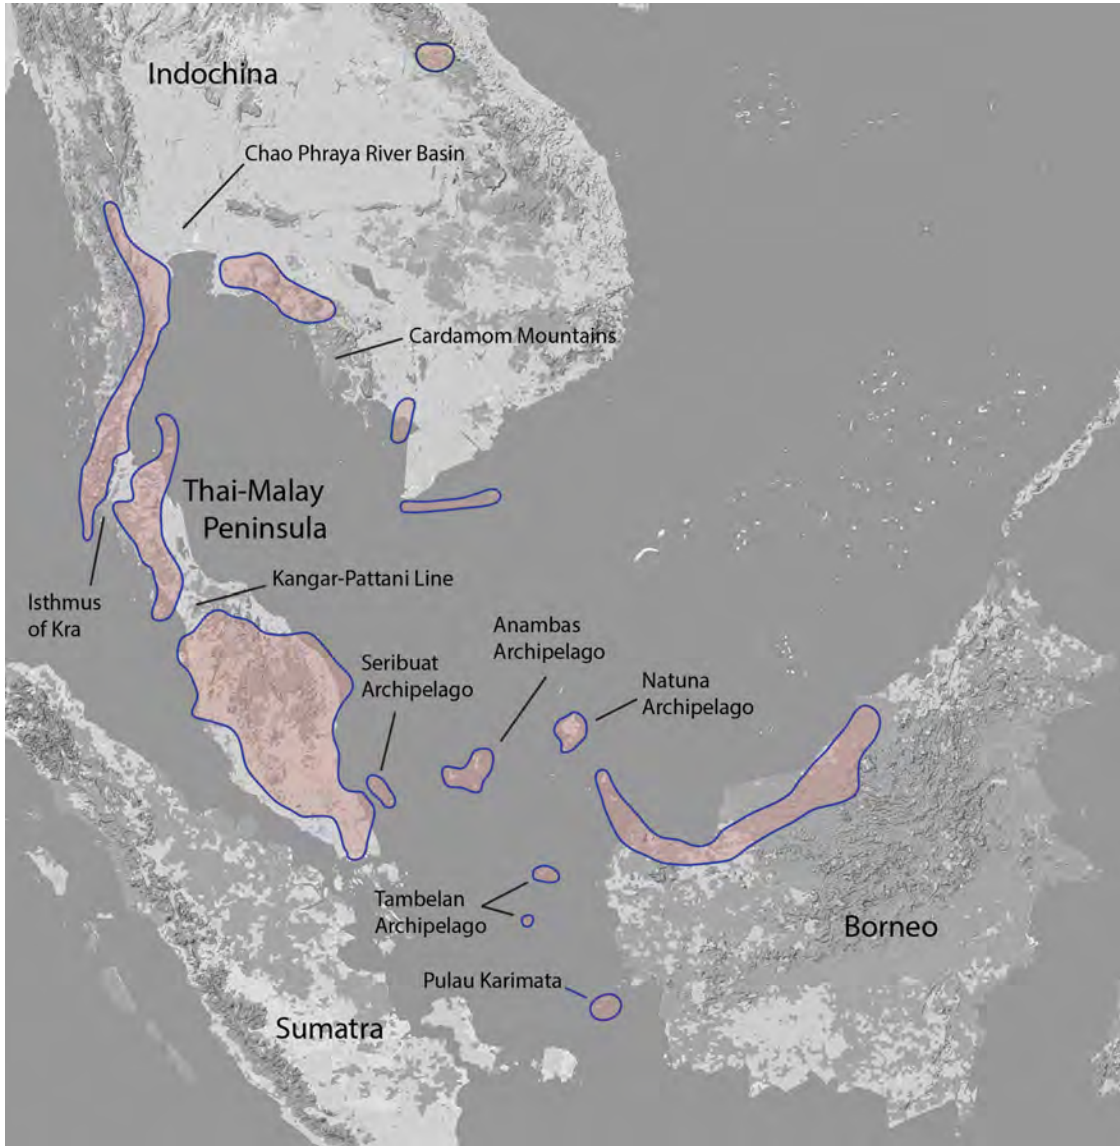 Indochina
Chao Phraya River Basin
Cardamom Mountains
Thai-Malay
Peninsula
Kangar-Pattani Line
Isthmus
of Kra
Anambas
Archipelago
Seribuat
Archipelago
Natuna
Archipelago
Tambelan
Archipelago
Borneo
Pulau Karimata
Sumatra